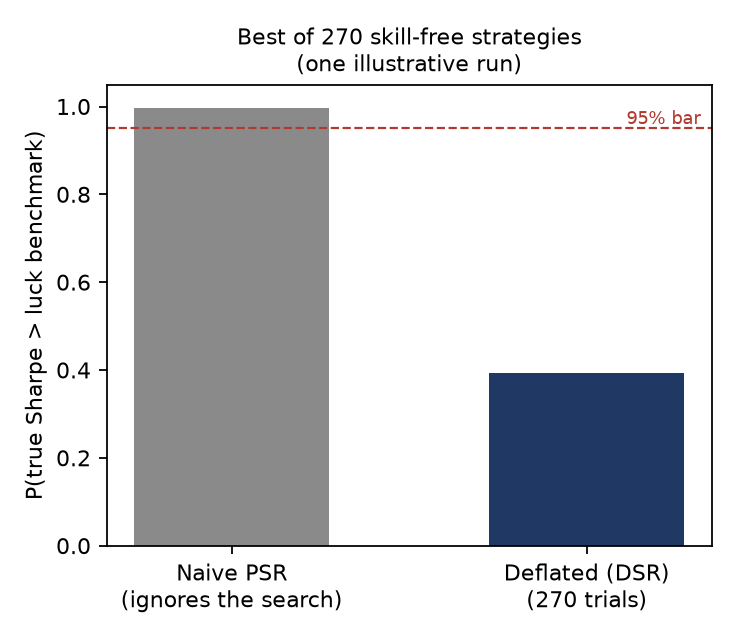 Best of 270 skill-free strategies
(one illustrative run)
P(true Sharpe > luck benchmark)
1.0
0.8
0.6
0.4
0.2
0.0
95% bar
Naive PSR
(ignores the search)
Deflated (DSR)
(270 trials)